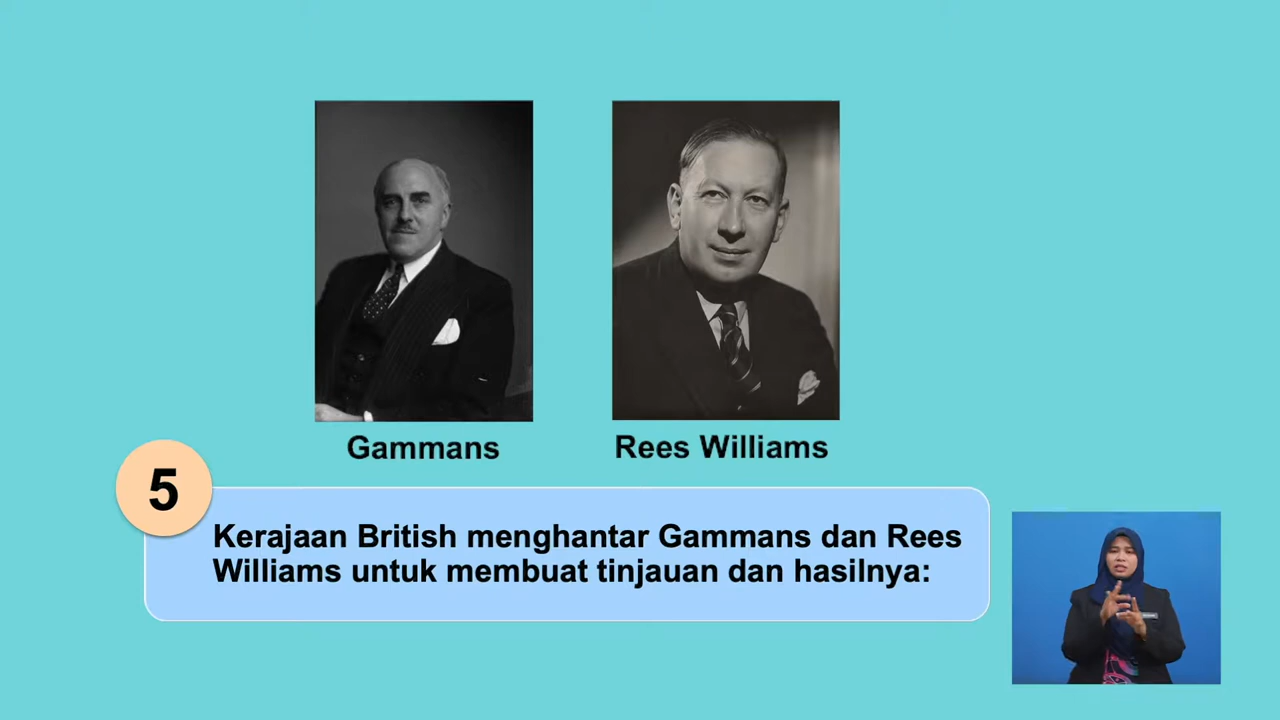 Gammans
Rees Williams
5
Kerajaan British menghantar Gammans dan Rees
Williams untuk membuat tinjauan dan hasilnya: